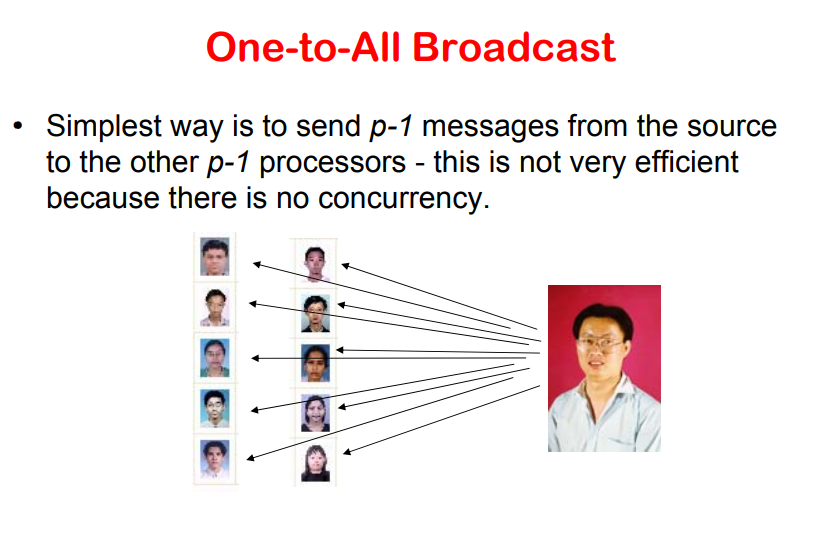 One-to-All Broadcast
• Simplest way is to send p-1 messages from the source
to the other p-1 processors - this is not very efficient
because there is no concurrency.